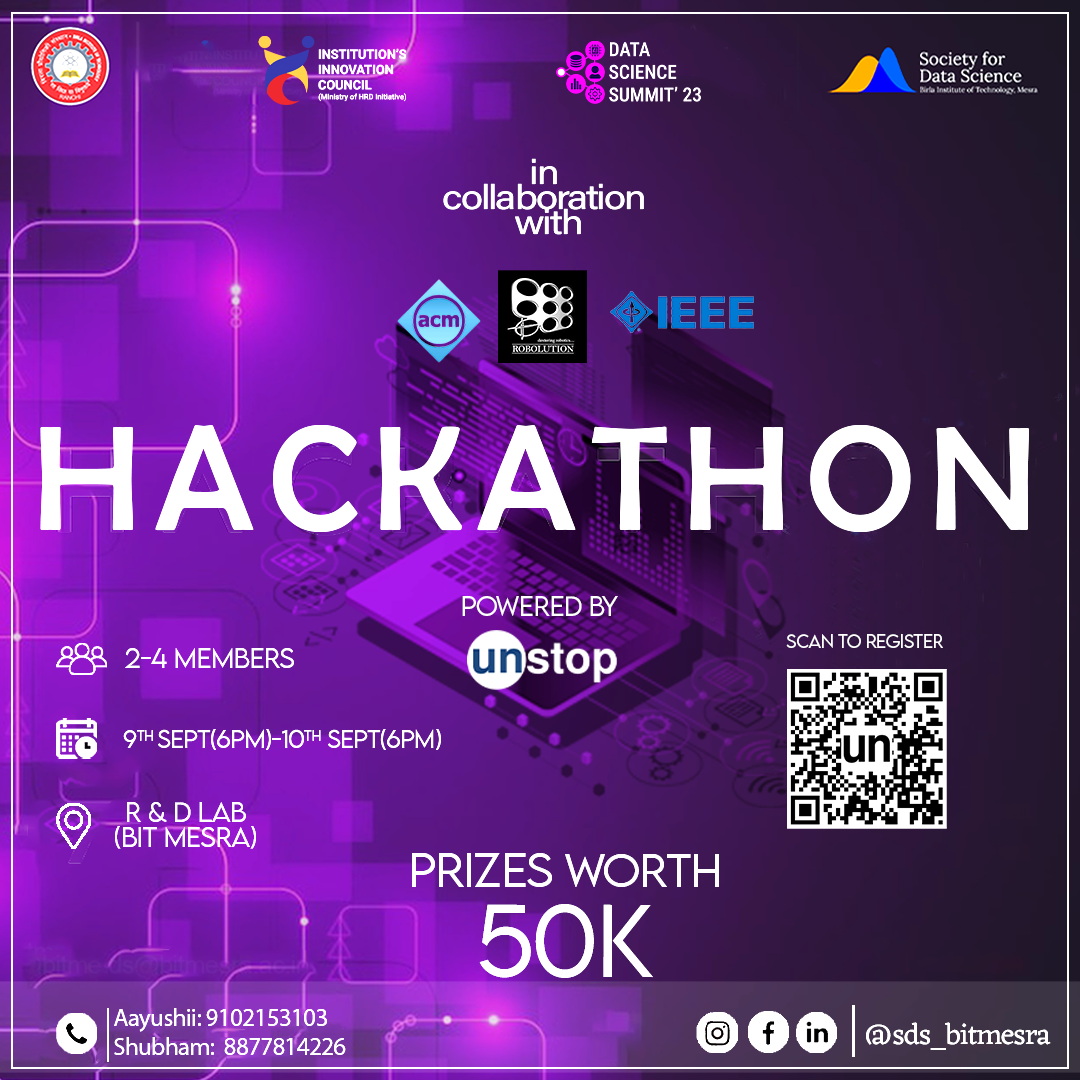 RANCHI
INSTITUTION'S
INNOVATION
COUNCIL
(Ministry of HRD Initiative)
DATA
SCIENCE
SUMMIT' 23
Society for
Data Science
Birla Institute of Technology, Mesra
in
collaboration
with
acm
ROBOLUTION
IEEE
HACKATHON
POWERED BY
unstop
2-4 MEMBERS
9TH SEPT(6PM)-10TH SEPT(6PM)
R & D LAB
(BIT MESRA)
SCAN TO REGISTER
un
PRIZES WORTH
50K
Aayushii: 9102153103
Shubham: 8877814226
@sds_bitmesra